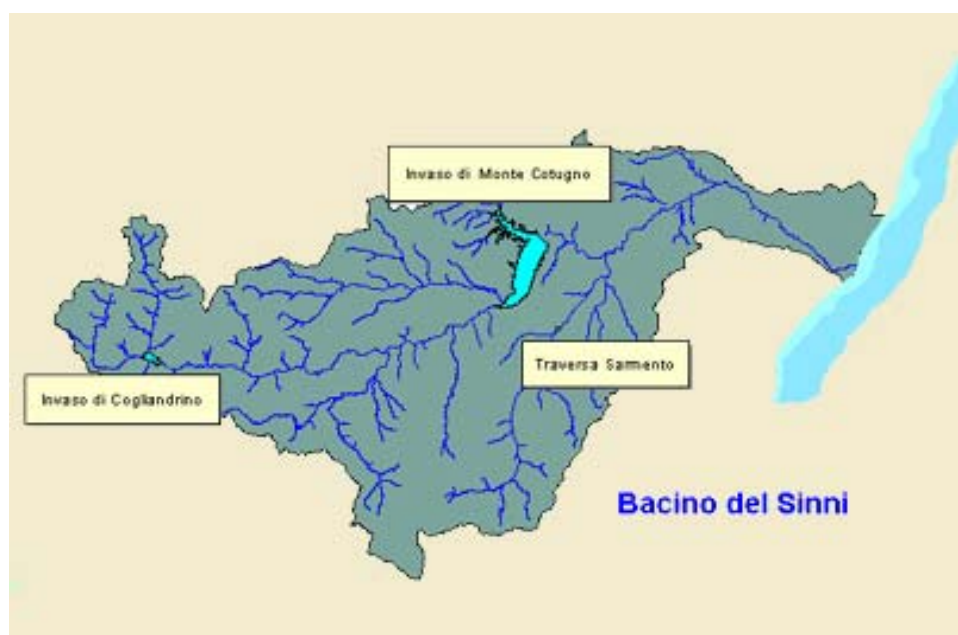 Invaso di Monte Cotugno
Traversa Sarmento
Invaso di Cogliandrino
Bacino del Sinni